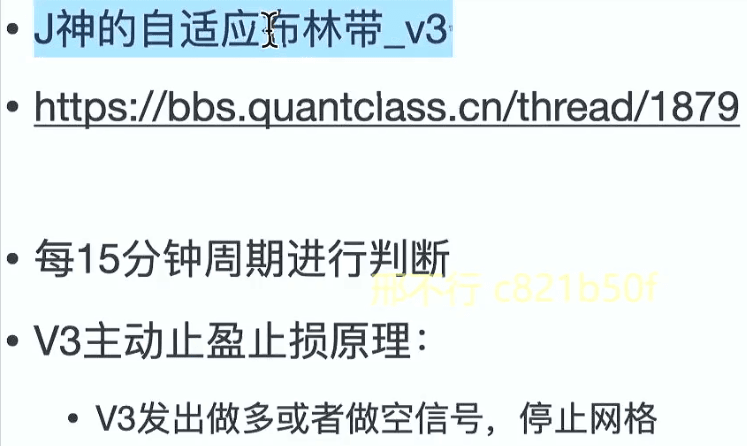 • J神的自适应布林带_v3
• https://bbs.quantclass.cn/thread/1879
• 每15分钟周期进行判断
邢不行 c821b50f
• V3主动止盈止损原理：
• V3发出做多或者做空信号，停止网格